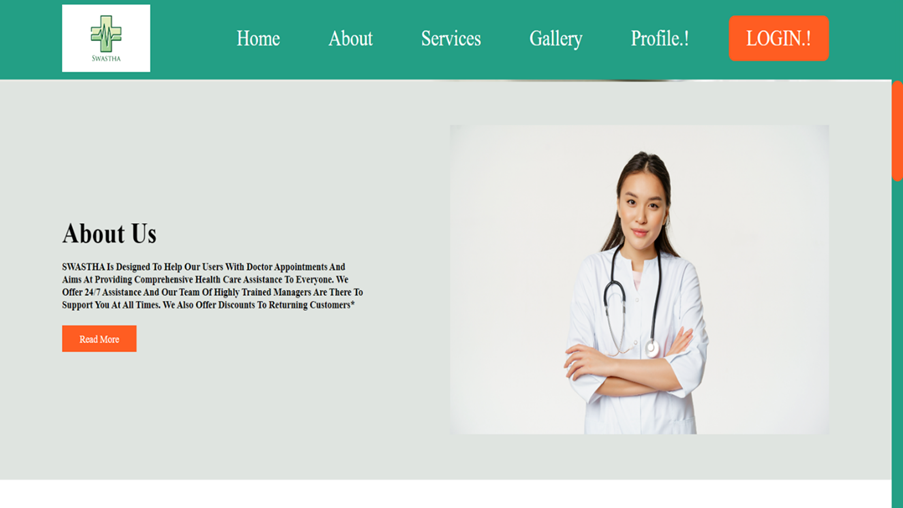 SWASTHA
Home
About
Services
Gallery
Profile.!
LOGIN.!
About Us
SWASTHA Is Designed To Help Our Users With Doctor Appointments And
Aims At Providing Comprehensive Health Care Assistance To Everyone. We
Offer 24/7 Assistance And Our Team Of Highly Trained Managers Are There To
Support You At All Times. We Also Offer Discounts To Returning Customers*
Read More